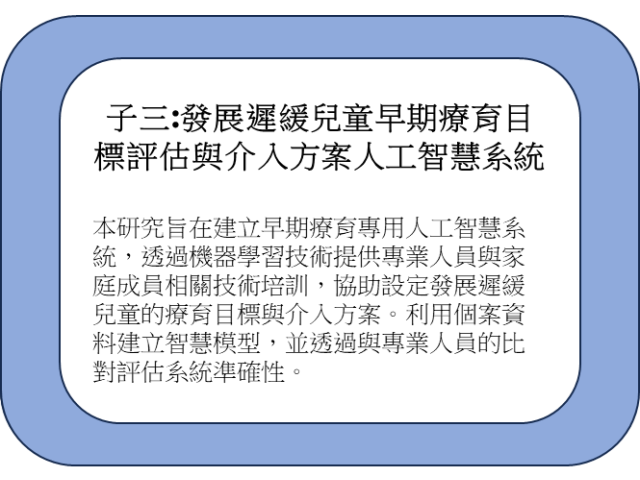 子三:發展遲緩兒童早期療育目
標評估與介入方案人工智慧系統
本研究旨在建立早期療育專用人工智慧系
統，透過機器學習技術提供專業人員與家
庭成員相關技術培訓，協助設定發展遲緩
兒童的療育目標與介入方案。利用個案資
料建立智慧模型，並透過與專業人員的比
對評估系統準確性。